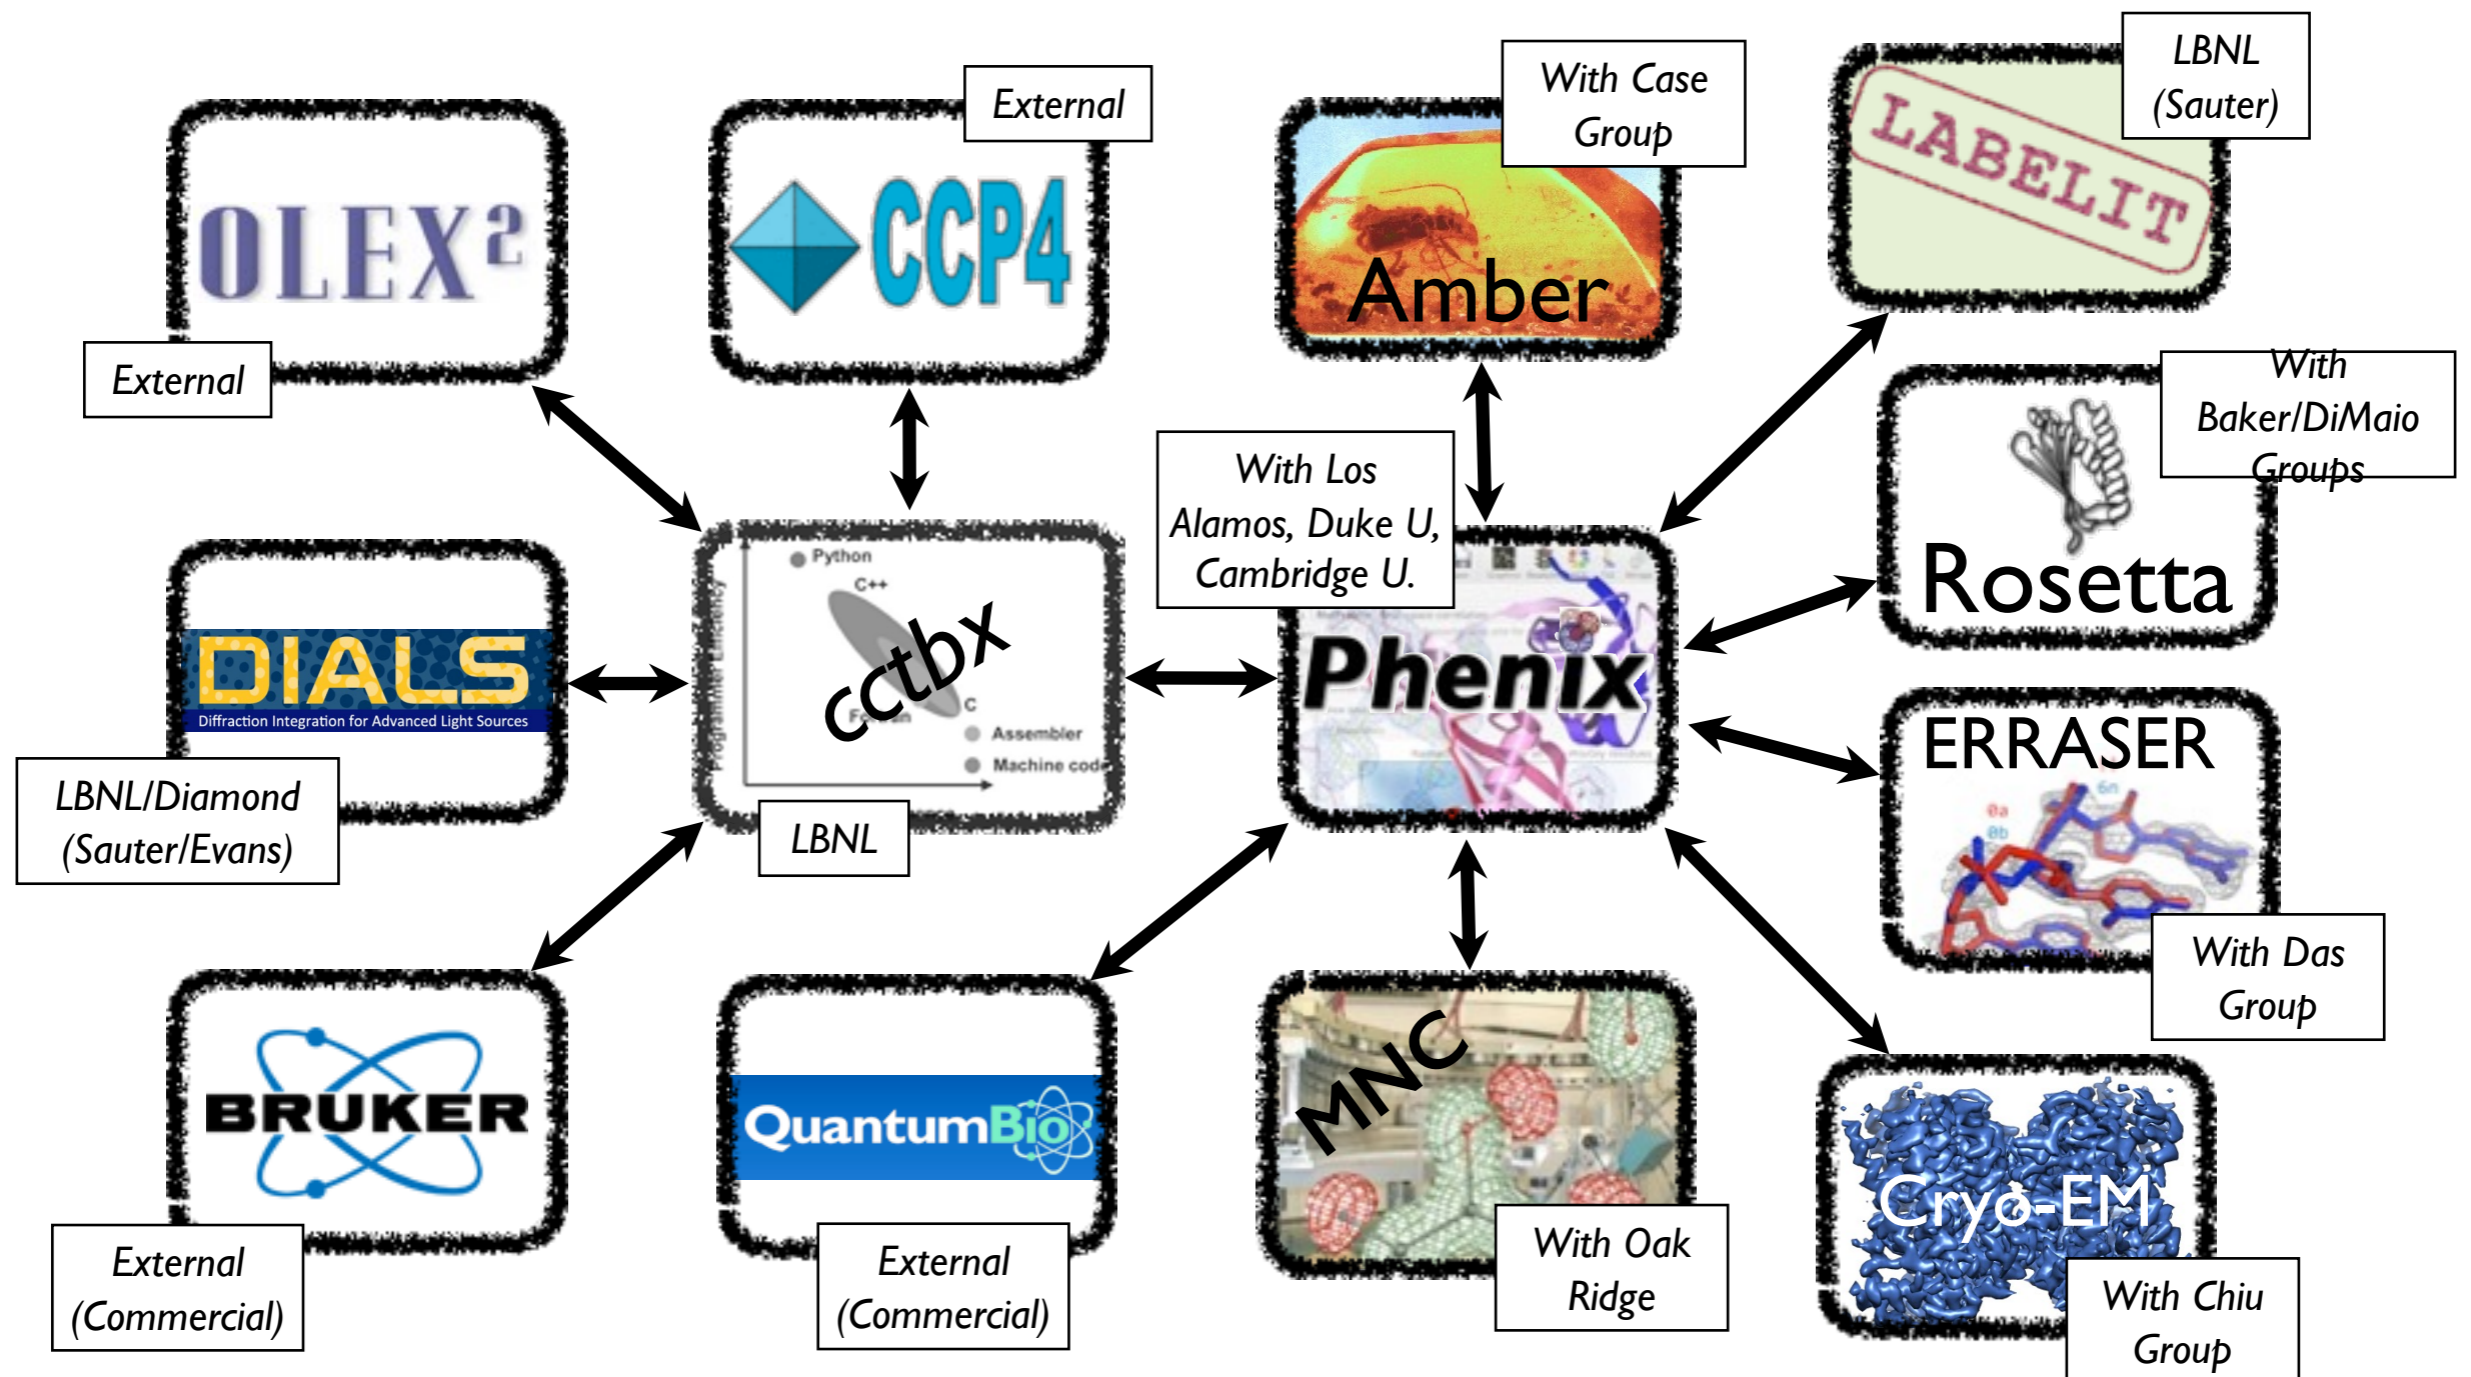 External
With Case
Group
LBNL
(Sauter)
OLEX2
CCP4
Amber
LABELIT
External
With Los
Alamos, Duke U,
Cambridge U.
With
Baker/DiMaio
Groups
Rosetta
DIALS
Diffraction Integration for Advanced Light Sources
LBNL/Diamond
(Sauter/Evans)
Python
C++
cctbx
C
Assembler
Machine code
LBNL
Phenix
ERRASER
6n
0a
0b
With Das
Group
BRUKER
External
(Commercial)
QuantumBio
External
(Commercial)
MNC
With Oak
Ridge
Cryo-EM
With Chiu
Group